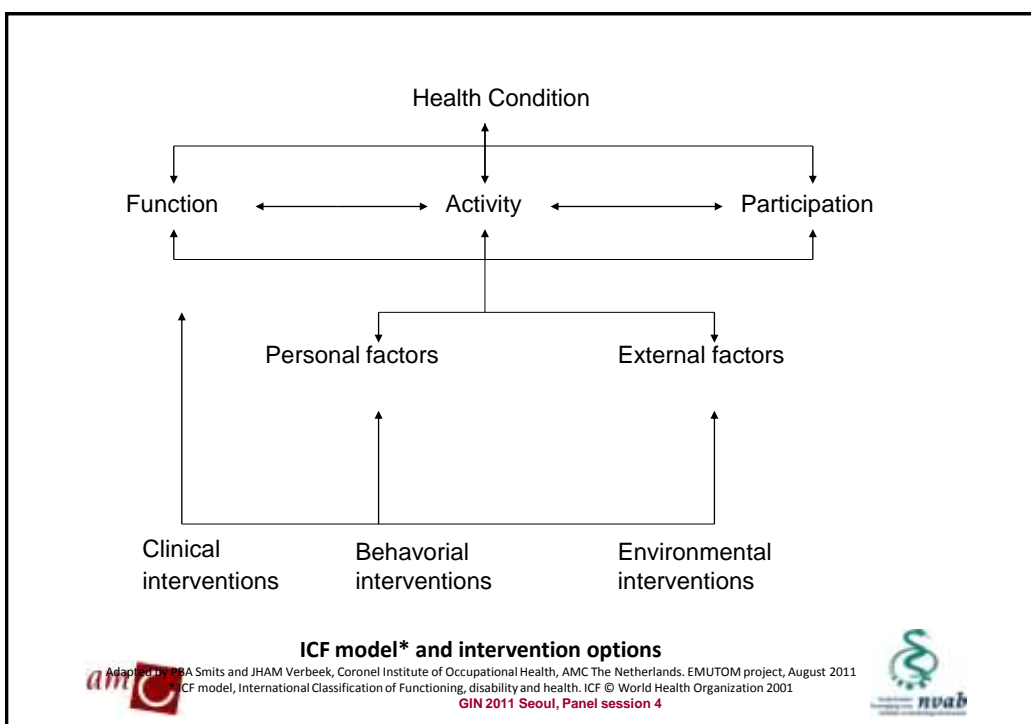 Health Condition
Function Activity Participation
Personal factors External factors
Clinical interventions
Behavorial interventions
Environmental interventions
ICF model* and intervention options
Adapted by PBA Smits and JHAM Verbeek, Coronel Institute of Occupational Health, AMC The Netherlands. EMUTOM project, August 2011
* ICF model, International Classification of Functioning, disability and health. ICF © World Health Organization 2001
GIN 2011 Seoul, Panel session 4
amC
nvab